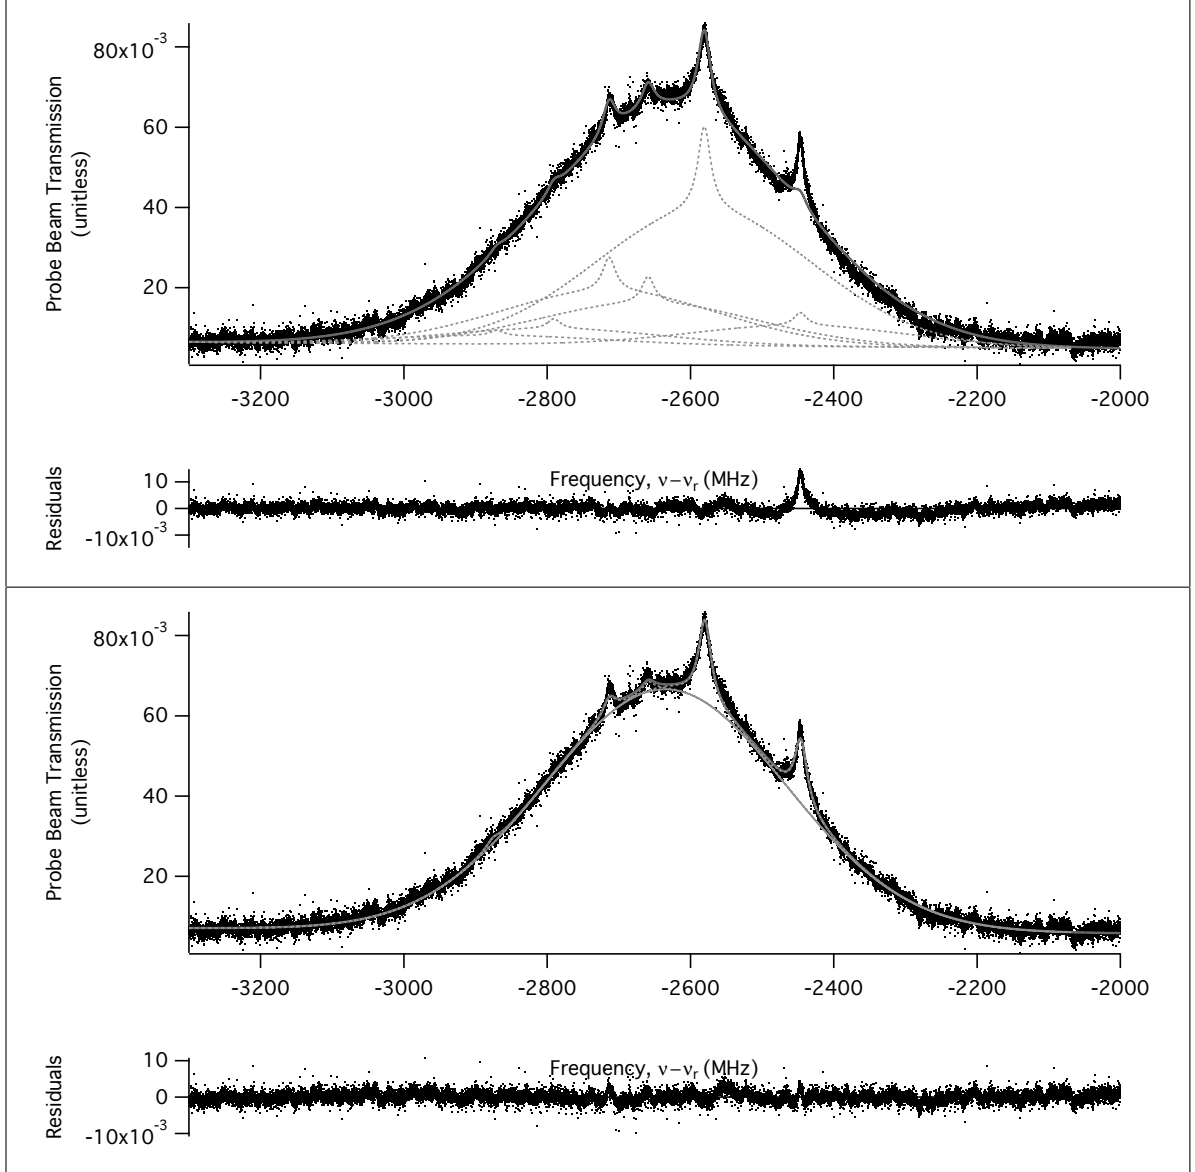 80x10-3
60
40
20
Probe Beam Transmission
(unitless)
-3200 -3000 -2800 -2600 -2400 -2200 -2000
Frequency, ν−νr (MHz)
10
0
-10x10-3
Residuals
80x10-3
60
40
20
Probe Beam Transmission
(unitless)
-3200 -3000 -2800 -2600 -2400 -2200 -2000
Frequency, ν−νr (MHz)
10
0
-10x10-3
Residuals